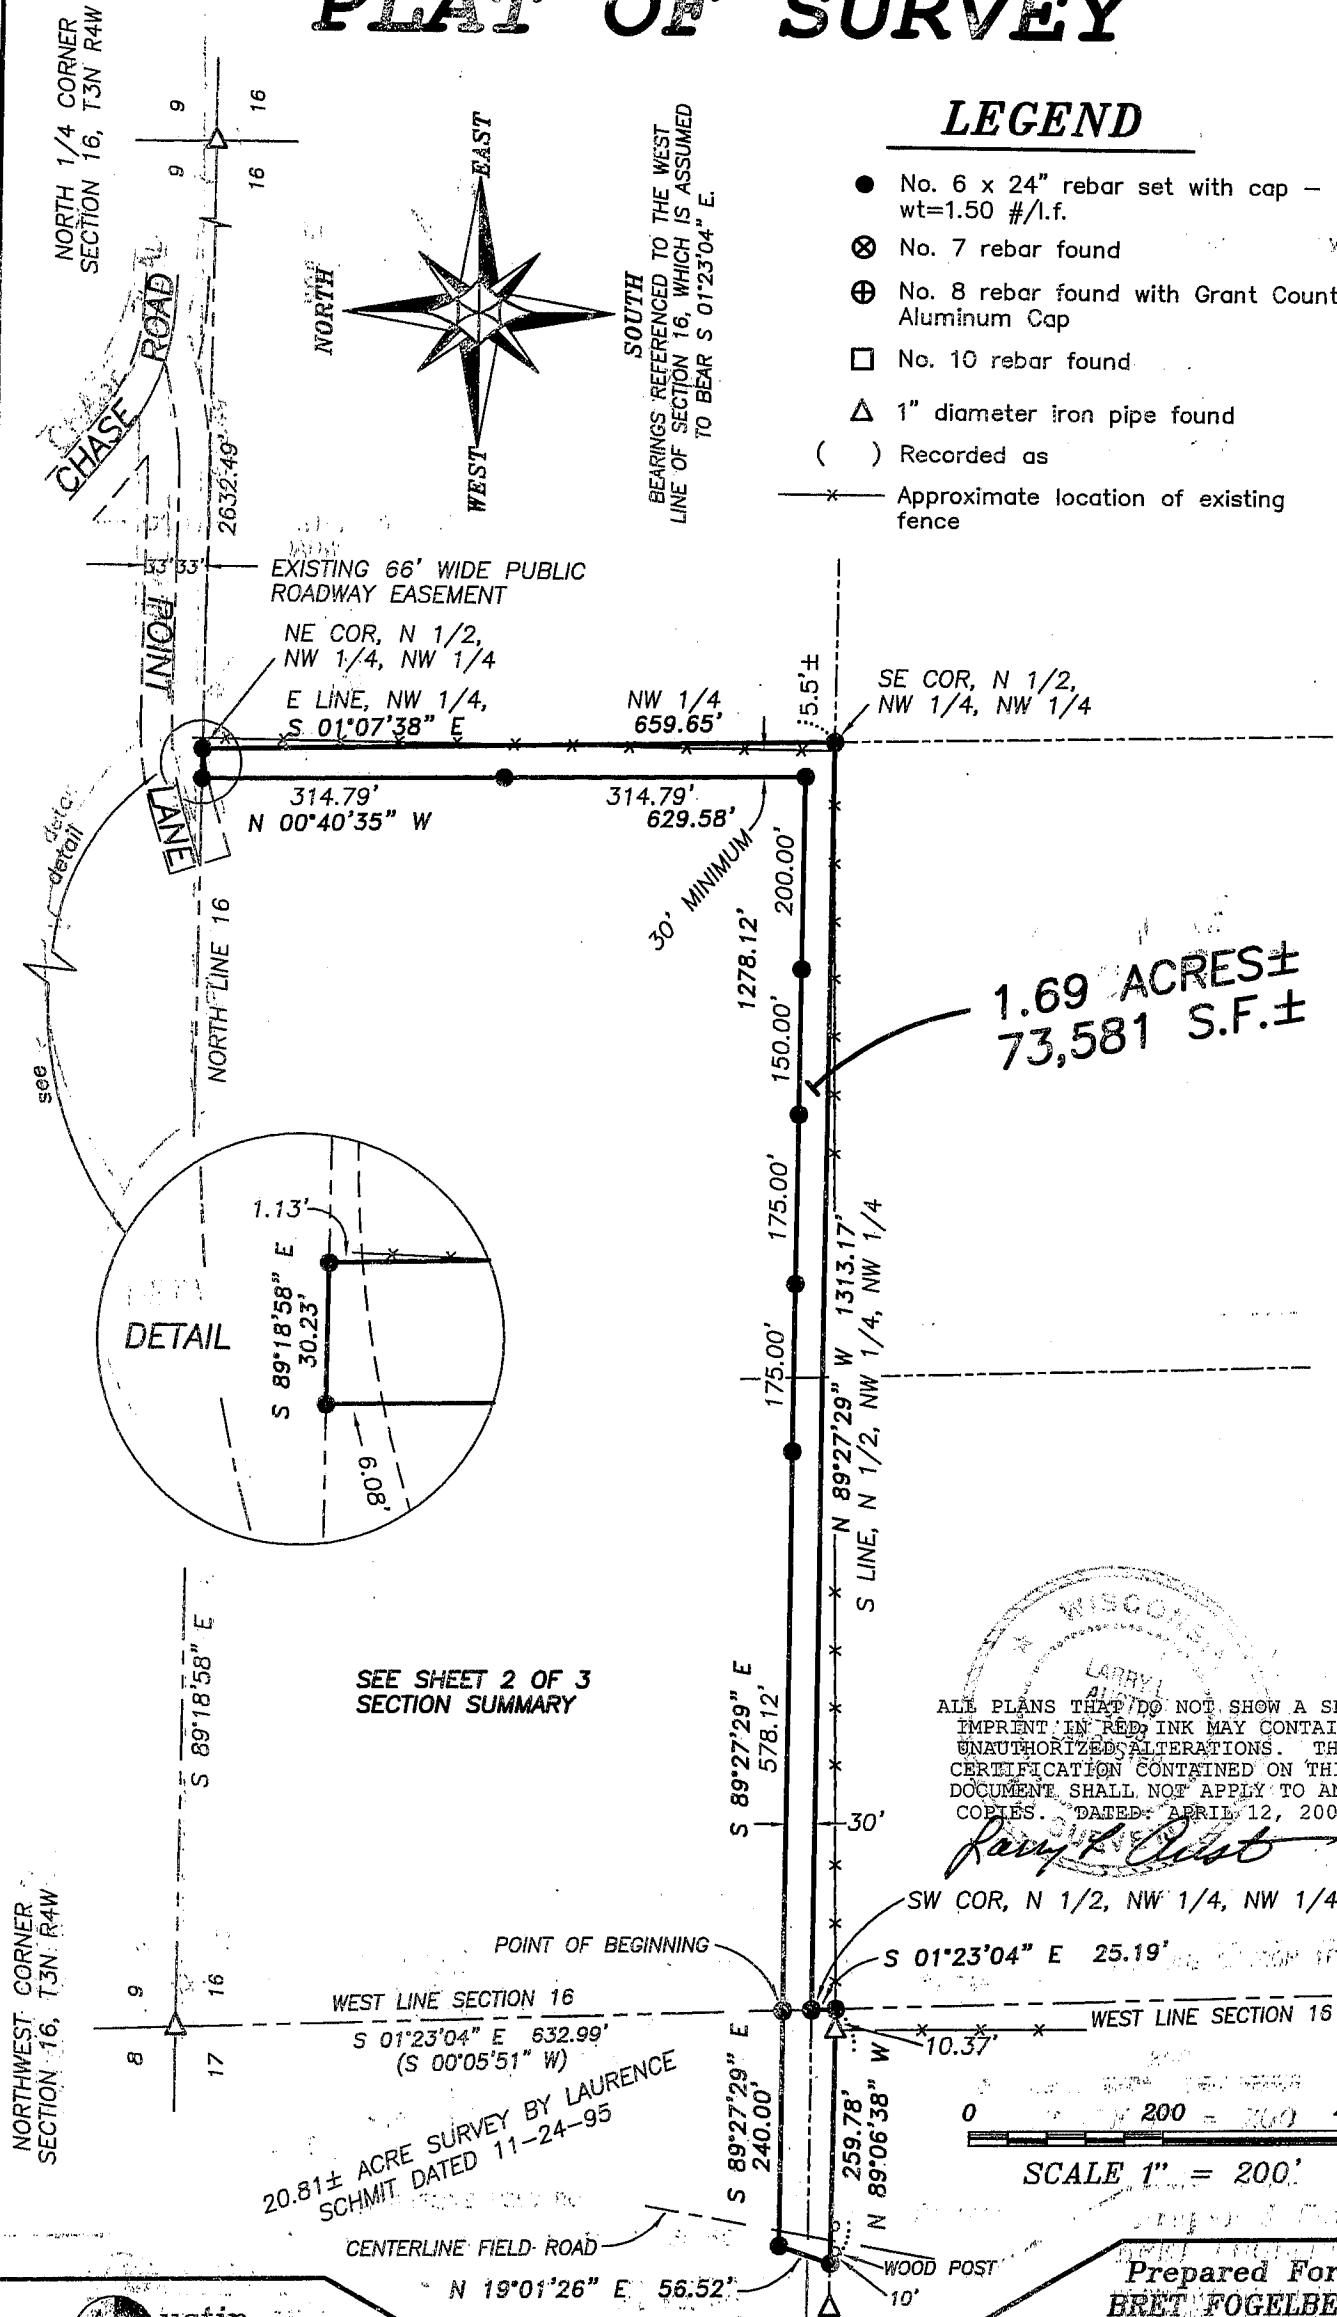 PLAT OF SURVEY
NORTH 1/4 CORNER
SECTION 16, T3N R4W
9
16
9
16
EAST
NORTH
SOUTH
WEST
BEARINGS REFERENCED TO THE WEST
LINE OF SECTION 16, WHICH IS ASSUMED
TO BEAR S 01°23'04" E.
LEGEND
No. 6 x 24" rebar set with cap –
wt=1.50 #/l.f.
No. 7 rebar found
No. 8 rebar found with Grant Count
Aluminum Cap
No. 10 rebar found
1" diameter iron pipe found
( ) Recorded as
Approximate location of existing
fence
CHASE ROAD
2632.49'
33' 33'
EXISTING 66' WIDE PUBLIC
ROADWAY EASEMENT
POINT
LANE
NE COR, N 1/2,
NW 1/4, NW 1/4
E LINE, NW 1/4, NW 1/4
S 01°07'38" E 659.65'
5.5'±
SE COR, N 1/2,
NW 1/4, NW 1/4
314.79' 314.79'
N 00°40'35" W 629.58'
30' MINIMUM
see detail
NORTH LINE 16
200.00'
1278.12'
150.00'
175.00'
175.00'
1.69 ACRES±
73,581 S.F.±
N 89°27'29" W 1313.17'
S LINE, N 1/2, NW 1/4, NW 1/4
1.13'
S 89°18'58" E
30.23'
DETAIL
6.08'
S 89°18'58" E
SEE SHEET 2 OF 3
SECTION SUMMARY
S 89°27'29" E
578.12'
30'
WISCONSIN
LARRY L
ALL PLANS THAT DO NOT SHOW A SE
IMPRINT IN RED INK MAY CONTAI
UNAUTHORIZED ALTERATIONS. TH
CERTIFICATION CONTAINED ON THI
DOCUMENT SHALL NOT APPLY TO AN
COPIES. DATED: APRIL 12, 200
SW COR, N 1/2, NW 1/4, NW 1/4
POINT OF BEGINNING
S 01°23'04" E 25.19'
NORTHWEST CORNER
SECTION 16, T3N R4W
9
16
8
17
WEST LINE SECTION 16
S 01°23'04" E 632.99'
(S 00°05'51" W)
WEST LINE SECTION 16
10.37'
20.81± ACRE SURVEY BY LAURENCE
SCHMIT DATED 11–24–95
S 89°27'29" E
240.00'
259.78'
N 89°06'38" W
0 200
SCALE 1" = 200'
CENTERLINE FIELD ROAD
WOOD POST
N 19°01'26" E 56.52'
10'
Prepared For
BRET FOGELBE
ustin